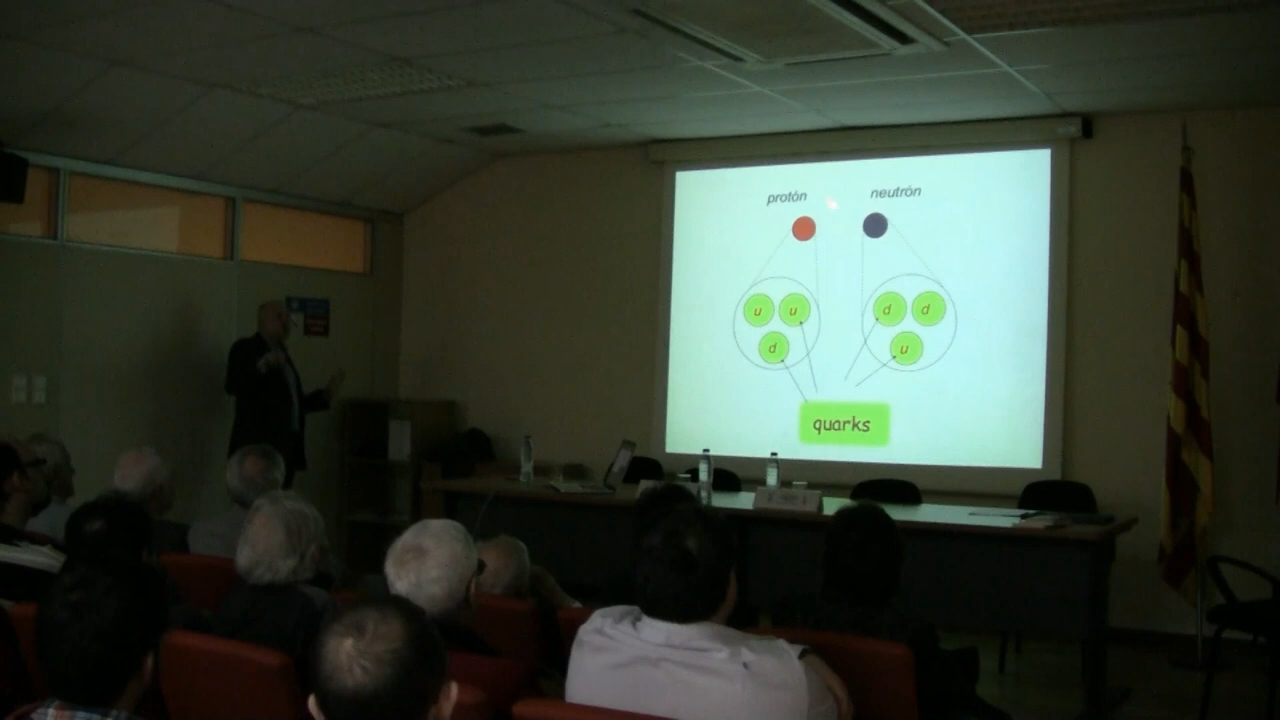 protón neutrón
u u d d
d u
quarks